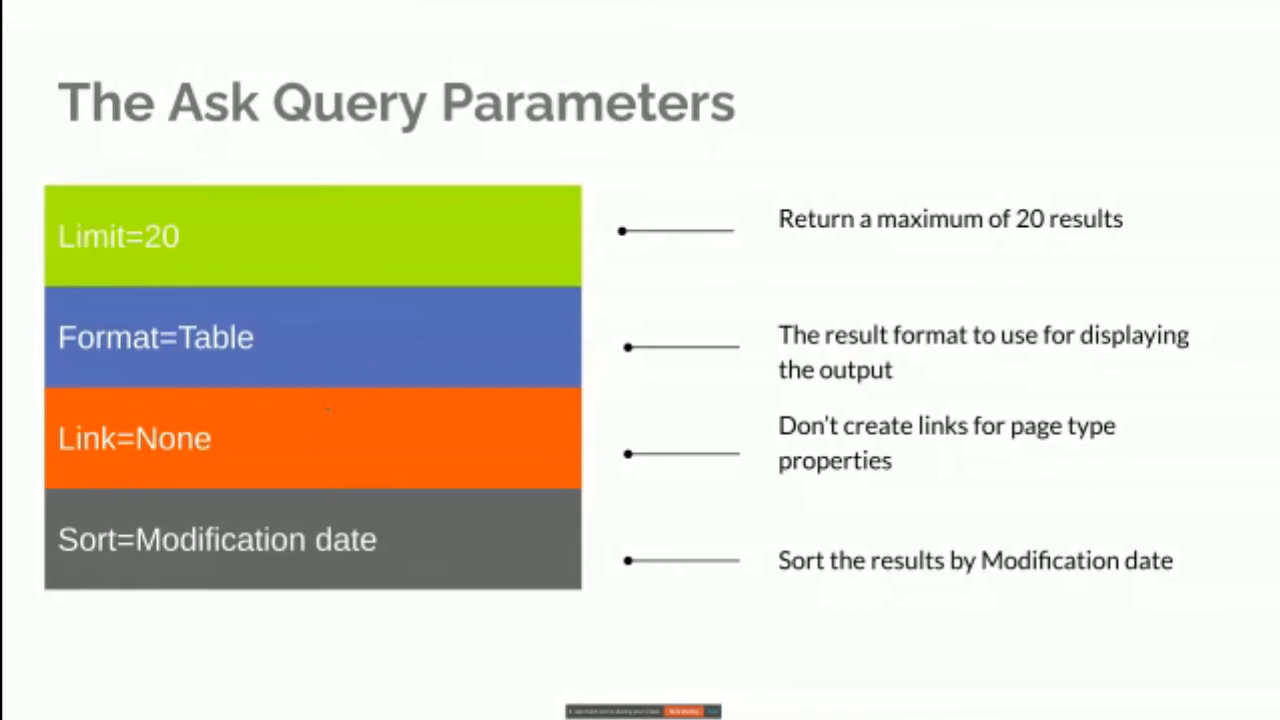 The Ask Query Parameters
Limit=20
Return a maximum of 20 results
Format=Table
The result format to use for displaying
the output
Link=None
Don't create links for page type
properties
Sort=Modification date
Sort the results by Modification date